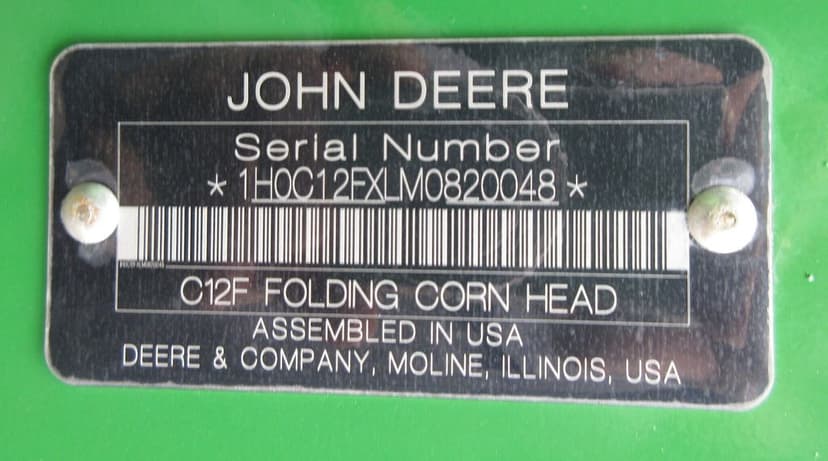 JOHN DEERE
Serial Number
*1H0C12FXLM0820048*
C12F FOLDING CORN HEAD
ASSEMBLED IN USA
DEERE & COMPANY, MOLINE, ILLINOIS, USA